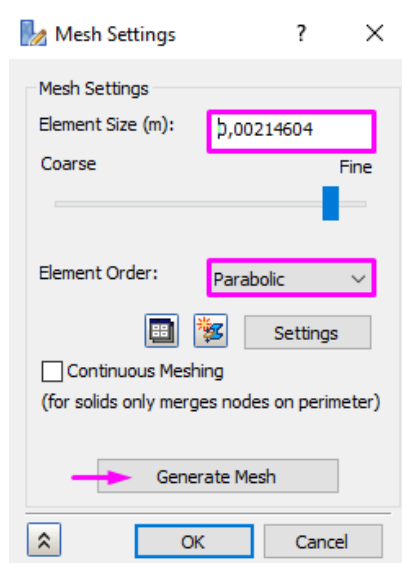 Mesh Settings ?
Mesh Settings
Element Size (m): 0,00214604
Coarse Fine
Element Order: Parabolic
Settings
Continuous Meshing
(for solids only merges nodes on perimeter)
Generate Mesh
OK Cancel